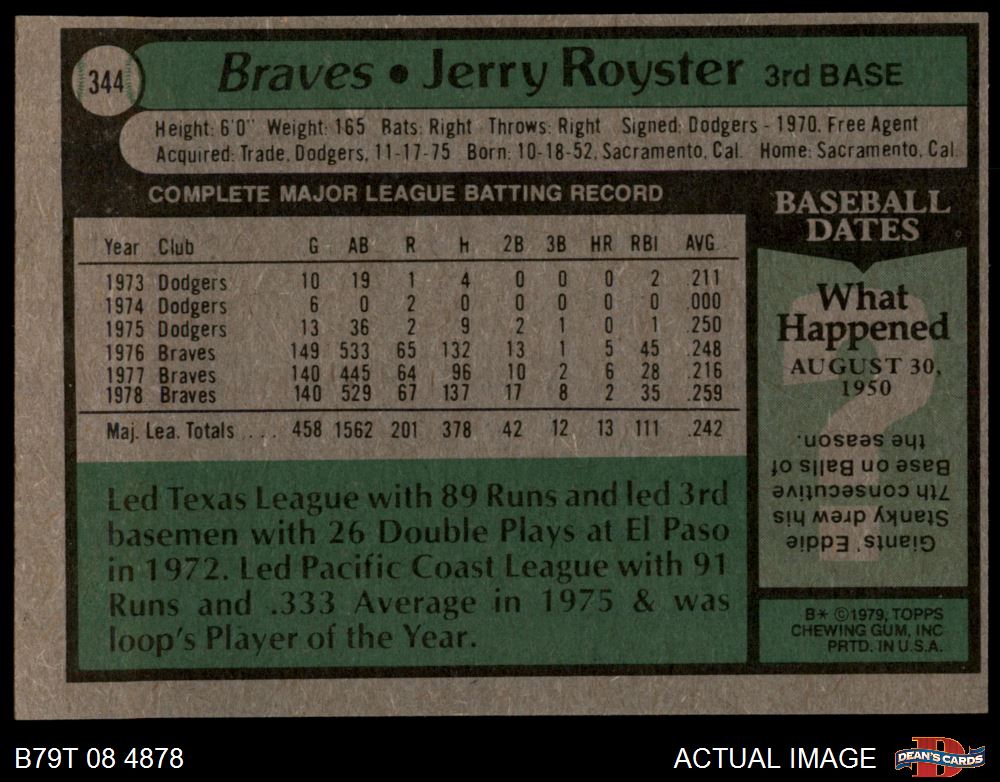 344
Braves • Jerry Royster 3rd BASE
Height: 6'0" Weight: 165 Bats: Right Throws: Right Signed: Dodgers - 1970, Free Agent
Acquired: Trade, Dodgers, 11-17-75 Born: 10-18-52, Sacramento, Cal. Home: Sacramento, Cal.
COMPLETE MAJOR LEAGUE BATTING RECORD
Year Club G AB R H 2B 3B HR RBI AVG.
1973 Dodgers 10 19 1 4 0 0 0 2 .211
1974 Dodgers 6 0 2 0 0 0 0 0 .000
1975 Dodgers 13 36 2 9 2 1 0 1 .250
1976 Braves 149 533 65 132 13 1 5 45 .248
1977 Braves 140 445 64 96 10 2 6 28 .216
1978 Braves 140 529 67 137 17 8 2 35 .259
Maj. Lea. Totals .... 458 1562 201 378 42 12 13 111 .242
Led Texas League with 89 Runs and led 3rd
basemen with 26 Double Plays at El Paso
in 1972. Led Pacific Coast League with 91
Runs and .333 Average in 1975 & was
loop's Player of the Year.
BASEBALL
DATES
What
Happened
AUGUST 30,
1950
Giants' Eddie
Stanky drew his
7th consecutive
Base on Balls of
the season.
B* ©1979, TOPPS
CHEWING GUM, INC
PRTD. IN U.S.A.
B79T 08 4878
ACTUAL IMAGE
D
DEAN'S CARDS